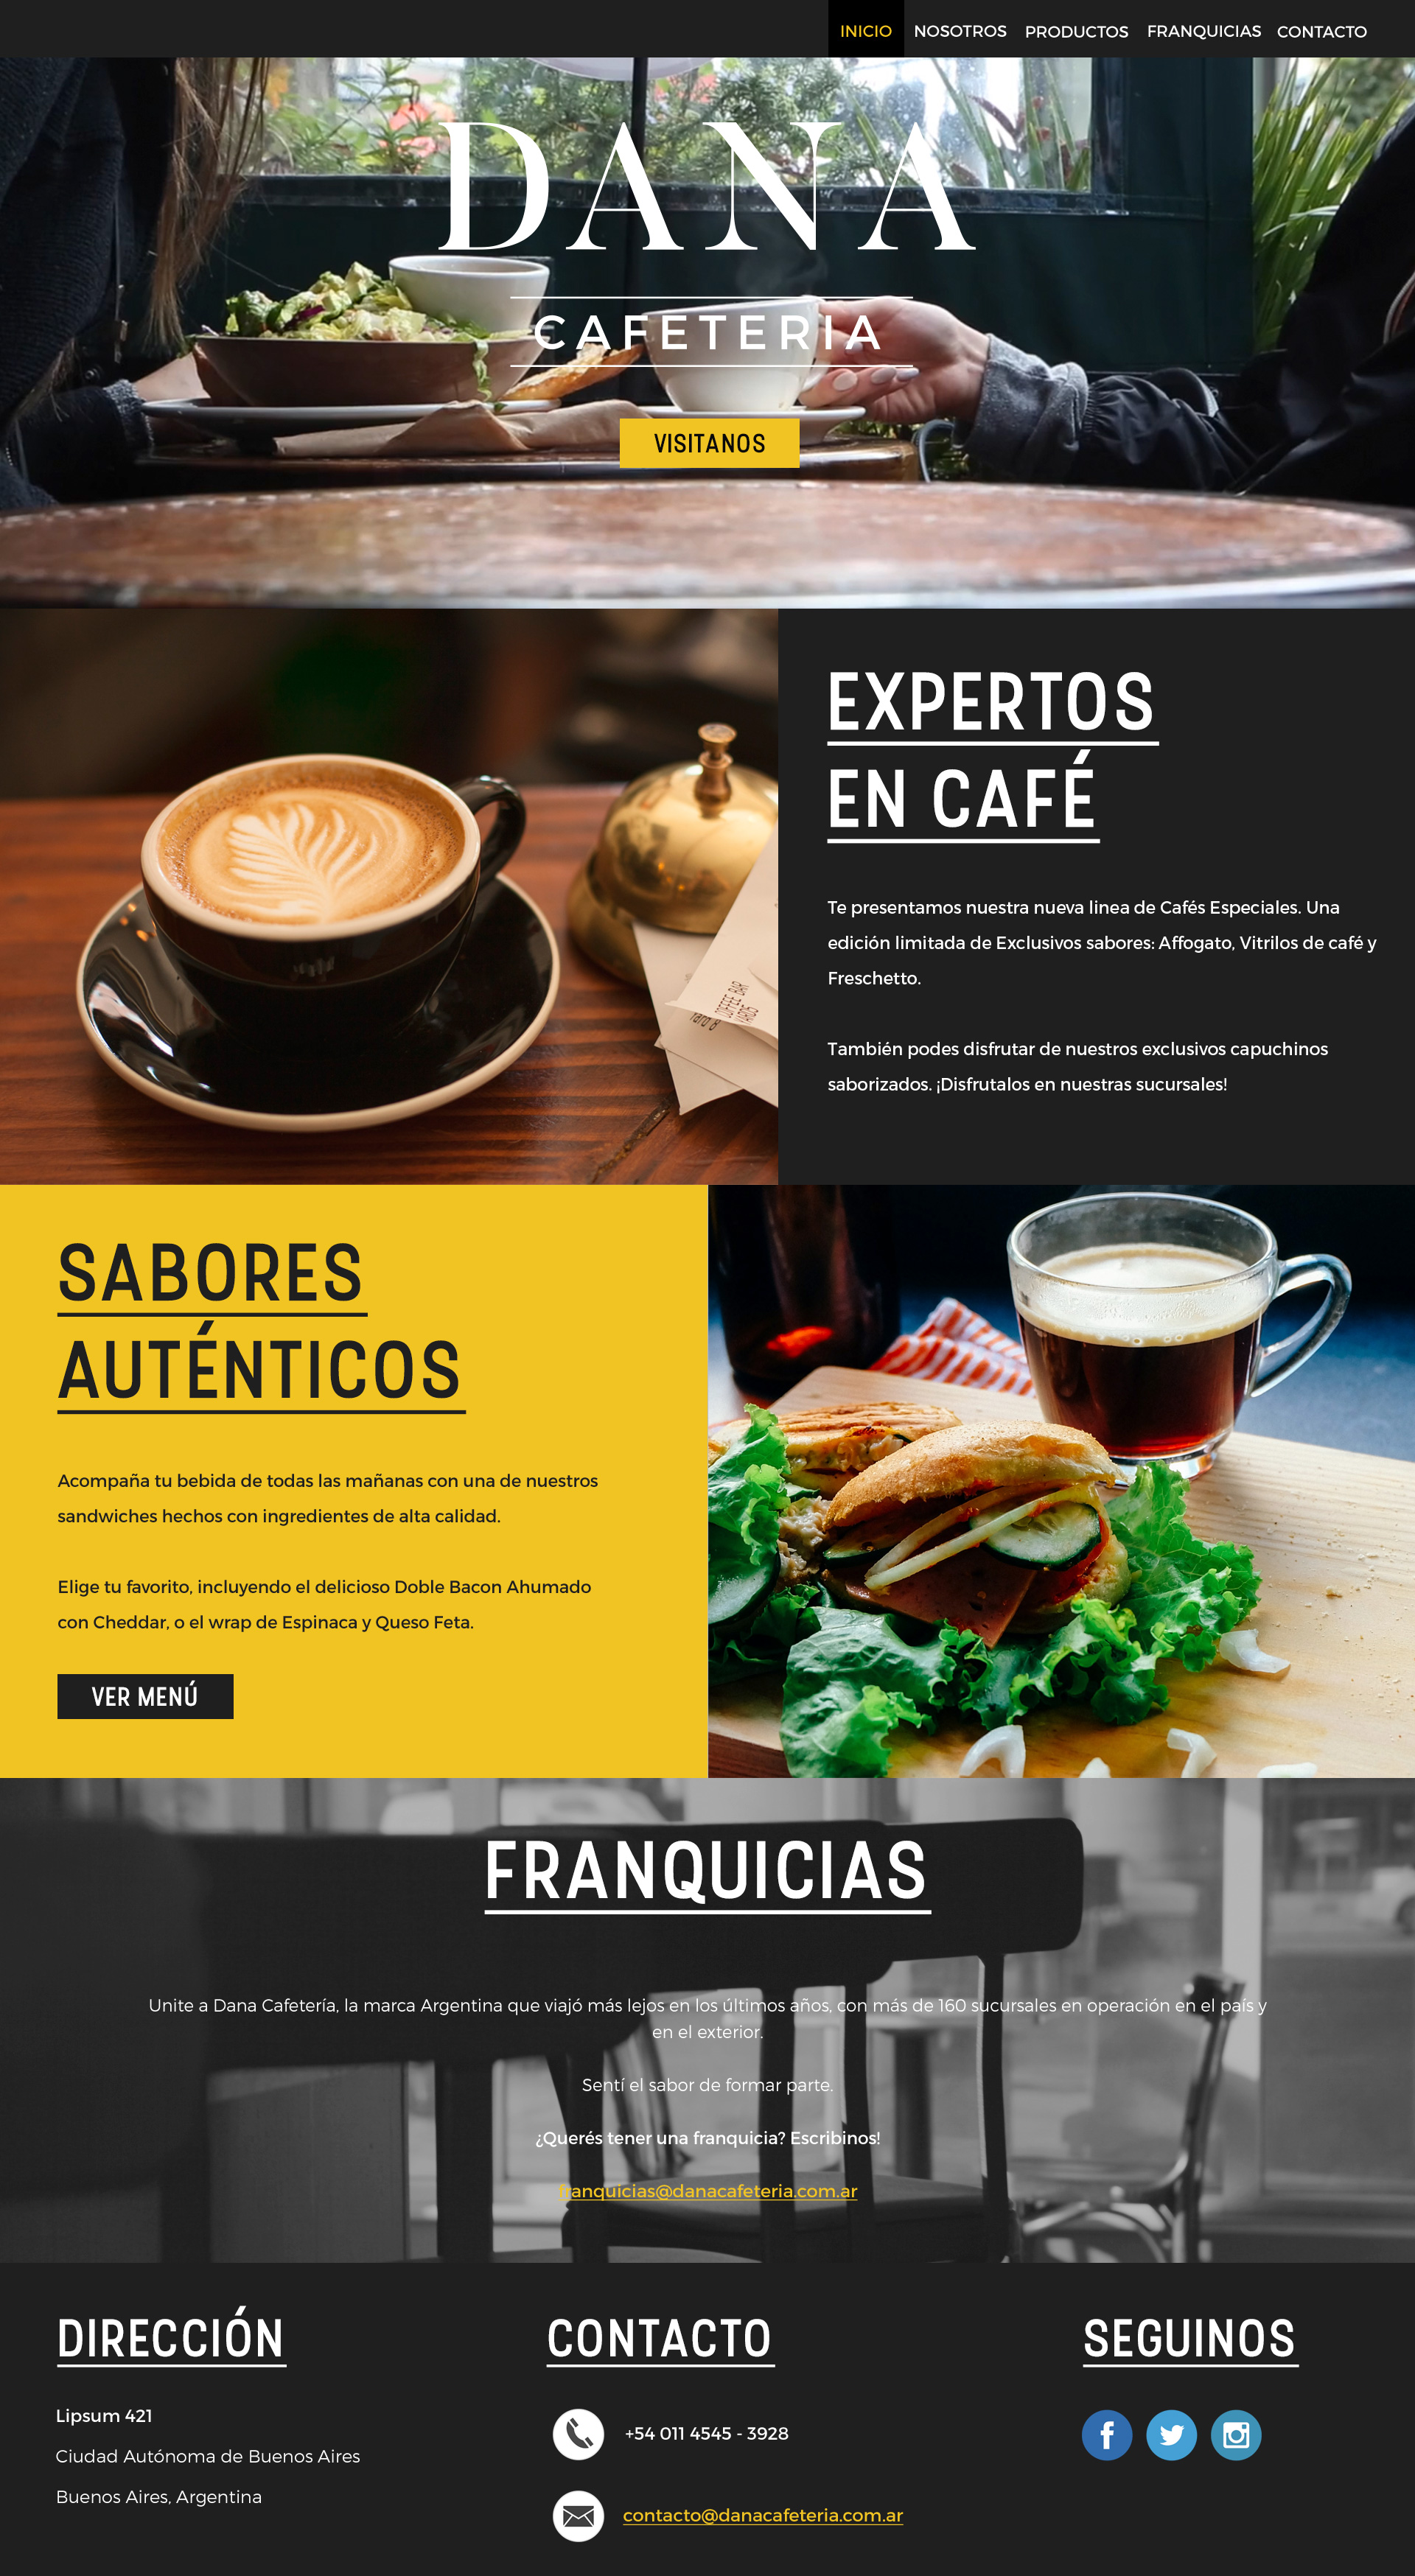 INICIO NOSOTROS PRODUCTOS FRANQUICIAS CONTACTO
DANA
CAFETERIA
VISITANOS
EXPERTOS
EN CAFÉ
Te presentamos nuestra nueva linea de Cafés Especiales. Una
edición limitada de Exclusivos sabores: Affogato, Vitrilos de café y
Freschetto.
También podes disfrutar de nuestros exclusivos capuchinos
saborizados. ¡Disfrutalos en nuestras sucursales!
COFFEE BAR
SABORES
AUTÉNTICOS
Acompaña tu bebida de todas las mañanas con una de nuestros
sandwiches hechos con ingredientes de alta calidad.
Elige tu favorito, incluyendo el delicioso Doble Bacon Ahumado
con Cheddar, o el wrap de Espinaca y Queso Feta.
VER MENÚ
FRANQUICIAS
Unite a Dana Cafetería, la marca Argentina que viajó más lejos en los últimos años, con más de 160 sucursales en operación en el país y
en el exterior.
Sentí el sabor de formar parte.
¿Querés tener una franquicia? Escribinos!
franquicias@danacafeteria.com.ar
DIRECCIÓN
Lipsum 421
Ciudad Autónoma de Buenos Aires
Buenos Aires, Argentina
CONTACTO
+54 011 4545 - 3928
contacto@danacafeteria.com.ar
SEGUINOS